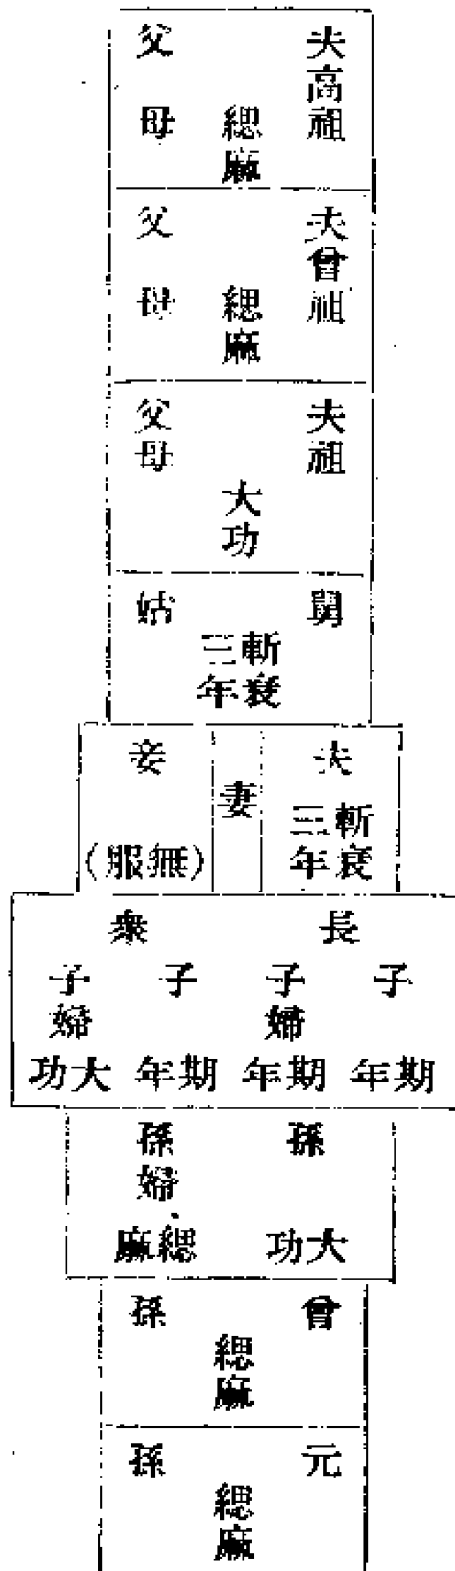 夫高祖父母
緦麻
夫曾祖父母
緦麻
夫祖父母
大功
舅姑
斬衰三年
夫
斬衰三年
妻
妾
(無服)
長子
期年
子婦
期年
衆子
期年
子婦
大功
孫
大功
孫婦
緦麻
曾孫
緦麻
元孫
緦麻